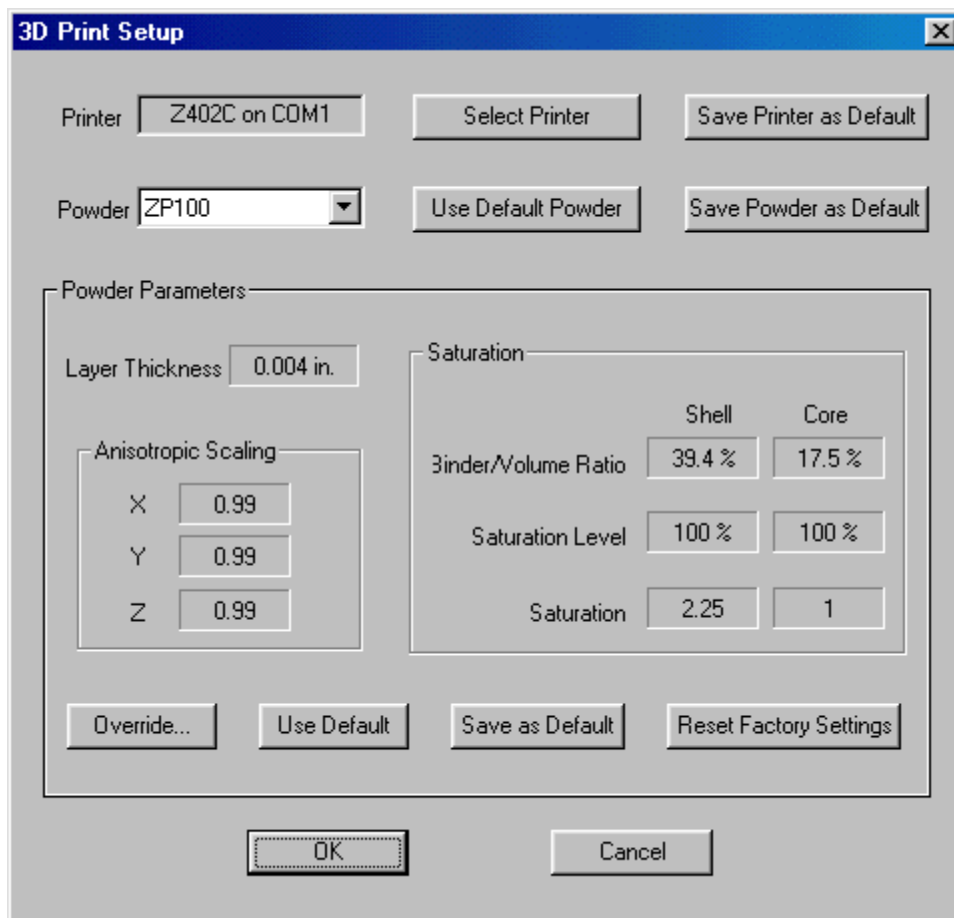 3D Print Setup
Printer Z402C on COM1 Select Printer Save Printer as Default
Powder ZP100 Use Default Powder Save Powder as Default
Powder Parameters
Layer Thickness 0.004 in.
Saturation
Shell Core
Anisotropic Scaling
Binder/Volume Ratio 39.4 % 17.5 %
X 0.99
Saturation Level 100 % 100 %
Y 0.99
Z 0.99
Saturation 2.25 1
Override... Use Default Save as Default Reset Factory Settings
OK Cancel